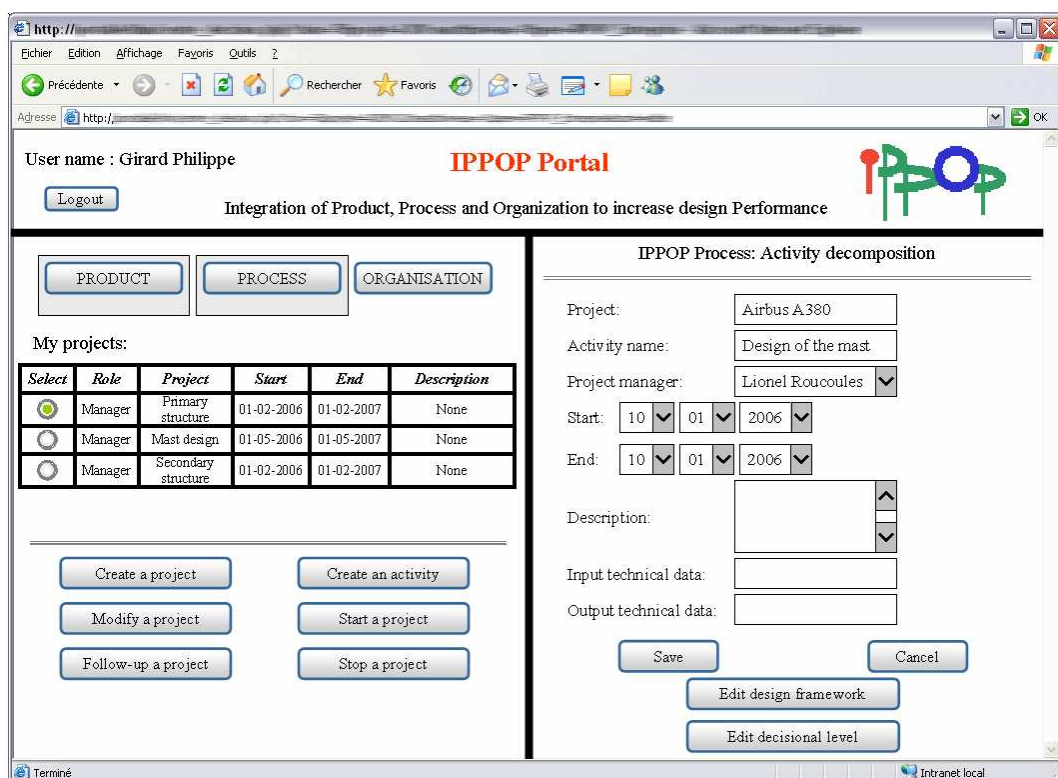 http://
Fichier Edition Affichage Favoris Outils ?
Précédente Rechercher Favoris
Adresse http:/ OK
User name : Girard Philippe
IPPOP Portal
IPPOP
Logout
Integration of Product, Process and Organization to increase design Performance
PRODUCT PROCESS ORGANISATION
My projects:
Select Role Project Start End Description
Manager Primary structure 01-02-2006 01-02-2007 None
Manager Mast design 01-05-2006 01-05-2007 None
Manager Secondary structure 01-02-2006 01-02-2007 None
Create a project Create an activity
Modify a project Start a project
Follow-up a project Stop a project
IPPOP Process: Activity decomposition
Project: Airbus A380
Activity name: Design of the mast
Project manager: Lionel Roucoules
Start: 10 01 2006
End: 10 01 2006
Description:
Input technical data:
Output technical data:
Save Cancel
Edit design framework
Edit decisional level
Terminé Intranet local